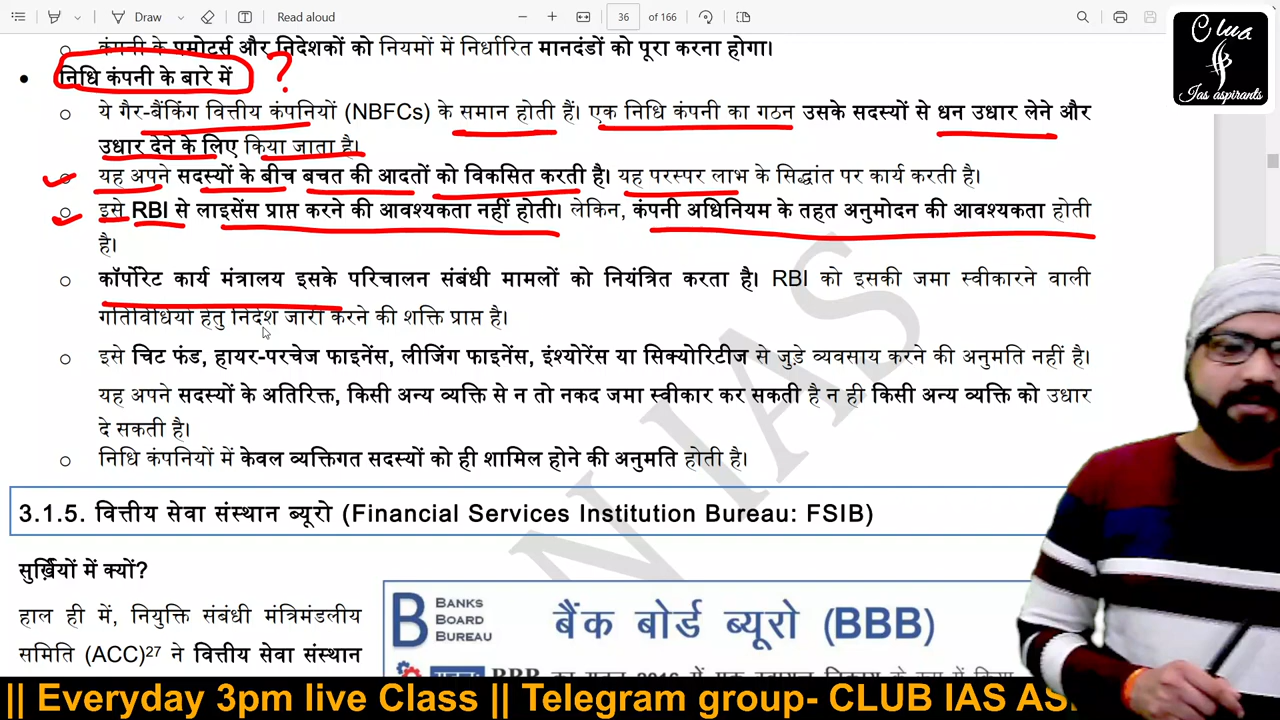 Draw
Read aloud
36
of 166
Clua
Ias aspirants
कंपनी के प्रमोटर्स और निदेशकों को नियमों में निर्धारित मानदंडों को पूरा करना होगा।
निधि कंपनी के बारे में ?
ये गैर-बैंकिंग वित्तीय कंपनियों (NBFCs) के समान होती हैं। एक निधि कंपनी का गठन उसके सदस्यों से धन उधार लेने और
उधार देने के लिए किया जाता है।
यह अपने सदस्यों के बीच बचत की आदतों को विकसित करती है। यह परस्पर लाभ के सिद्धांत पर कार्य करती है।
इसे RBI से लाइसेंस प्राप्त करने की आवश्यकता नहीं होती। लेकिन, कंपनी अधिनियम के तहत अनुमोदन की आवश्यकता होती
है।
कॉर्पोरेट कार्य मंत्रालय इसके परिचालन संबंधी मामलों को नियंत्रित करता है। RBI को इसकी जमा स्वीकारने वाली
गतिविधियों हेतु निर्देश जारी करने की शक्ति प्राप्त है।
इसे चिट फंड, हायर-परचेज फाइनेंस, लीजिंग फाइनेंस, इंश्योरेंस या सिक्योरिटीज से जुड़े व्यवसाय करने की अनुमति नहीं है।
यह अपने सदस्यों के अतिरिक्त, किसी अन्य व्यक्ति से न तो नकद जमा स्वीकार कर सकती है न ही किसी अन्य व्यक्ति को उधार
दे सकती है।
निधि कंपनियों में केवल व्यक्तिगत सदस्यों को ही शामिल होने की अनुमति होती है।
N IAS
3.1.5. वित्तीय सेवा संस्थान ब्यूरो (Financial Services Institution Bureau: FSIB)
सुर्ख़ियों में क्यों?
हाल ही में, नियुक्ति संबंधी मंत्रिमंडलीय
समिति (ACC)27 ने वित्तीय सेवा संस्थान
BANKS
BOARD
BUREAU
बैंक बोर्ड ब्यूरो (BBB)
|| Everyday 3pm live Class || Telegram group- CLUB IAS AS